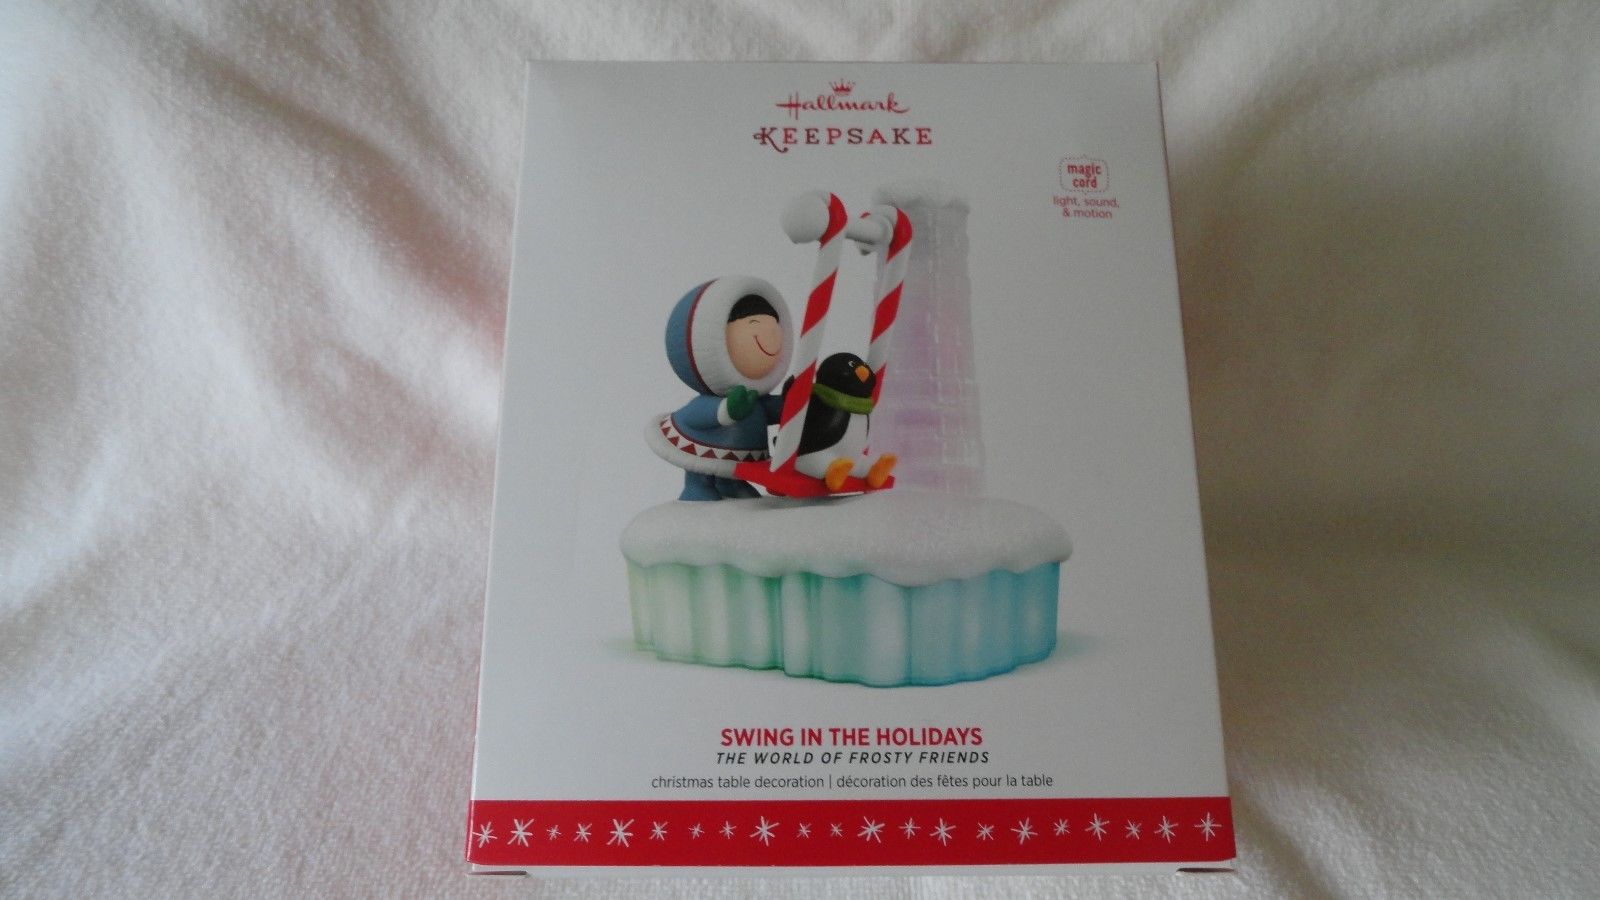 Hallmark
KEEPSAKE
magic
cord
light, sound,
& motion
SWING IN THE HOLIDAYS
THE WORLD OF FROSTY FRIENDS
christmas table decoration | décoration des fêtes pour la table